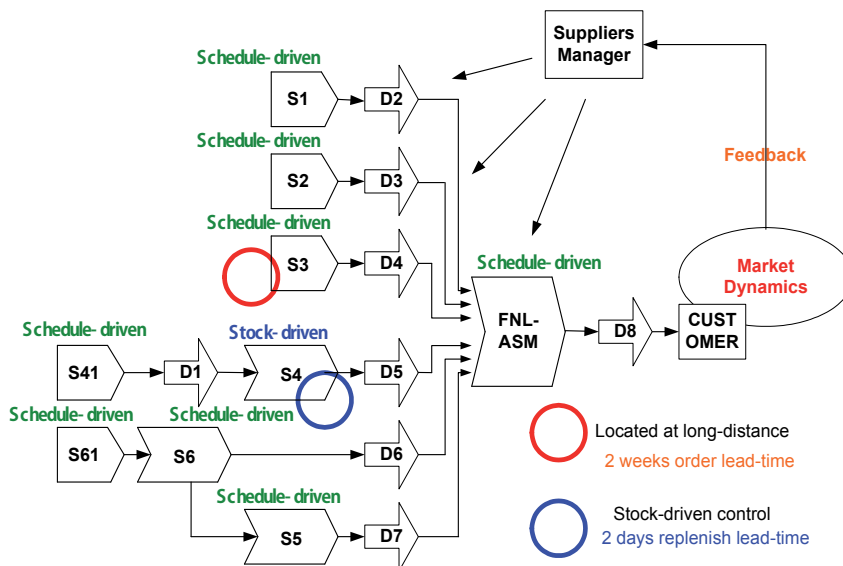 Suppliers
Manager
Schedule- driven
S1
D2
Schedule- driven
S2
D3
Feedback
Schedule- driven
S3
D4
Schedule- driven
Market
Dynamics
FNL-
ASM
D8
CUST
OMER
Schedule- driven
Stock- driven
S41
D1
S4
D5
Schedule- driven
Schedule- driven
S61
S6
D6
Located at long-distance
2 weeks order lead-time
Schedule- driven
S5
D7
Stock-driven control
2 days replenish lead-time